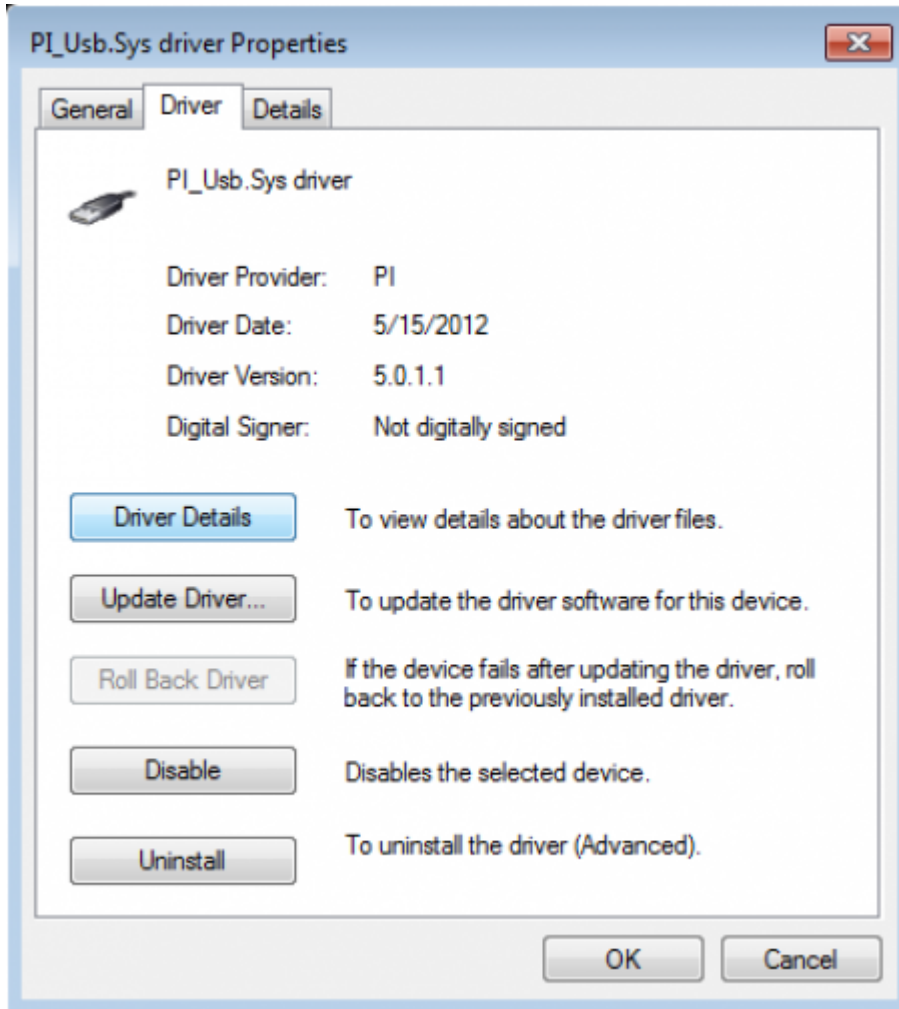 PI_Usb.Sys driver Properties
General Driver Details
PI_Usb.Sys driver
Driver Provider: PI
Driver Date: 5/15/2012
Driver Version: 5.0.1.1
Digital Signer: Not digitally signed
Driver Details To view details about the driver files.
Update Driver... To update the driver software for this device.
Roll Back Driver If the device fails after updating the driver, roll
back to the previously installed driver.
Disable Disables the selected device.
Uninstall To uninstall the driver (Advanced).
OK Cancel